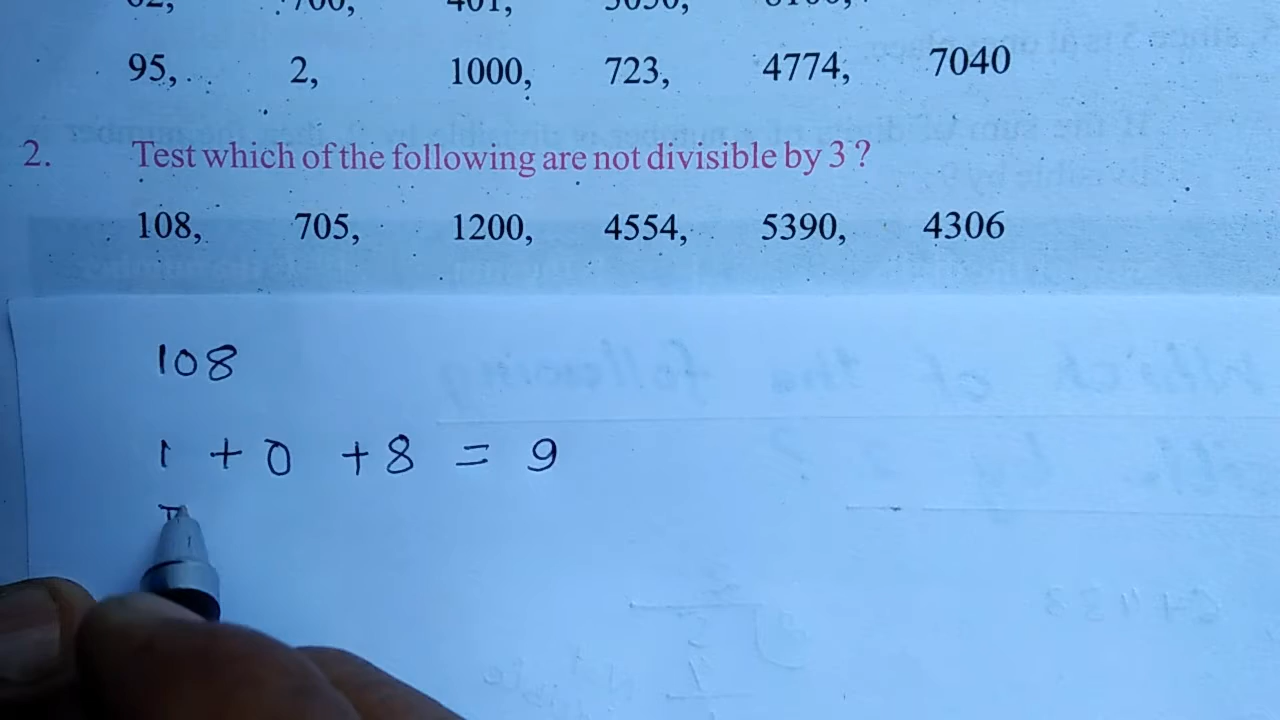 95, 2, 1000, 723, 4774, 7040
2. Test which of the following are not divisible by 3 ?
108, 705, 1200, 4554, 5390, 4306
108
1 + 0 + 8 = 9